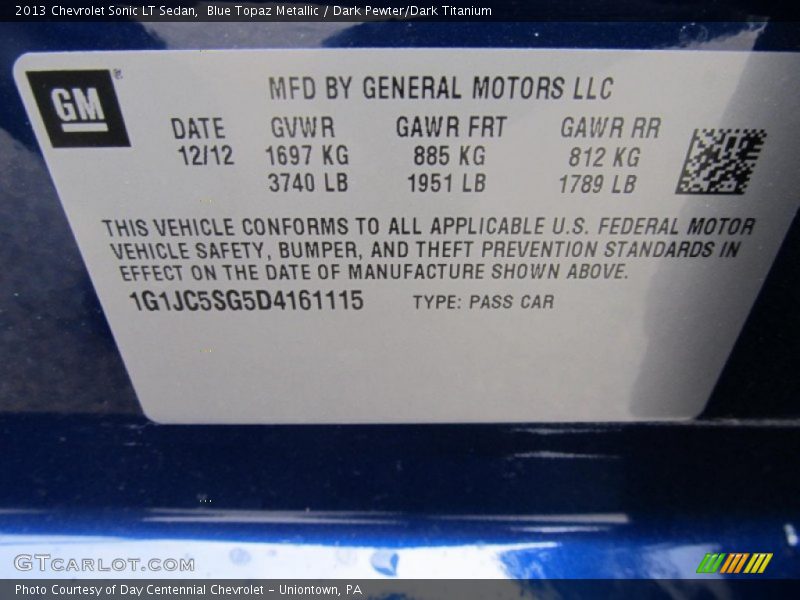 2013 Chevrolet Sonic LT Sedan,  Blue Topaz Metallic / Dark Pewter/Dark Titanium
GM
MFD BY GENERAL MOTORS LLC
DATE GVWR GAWR FRT GAWR RR
12/12 1697 KG 885 KG 812 KG
3740 LB 1951 LB 1789 LB
THIS VEHICLE CONFORMS TO ALL APPLICABLE U.S. FEDERAL MOTOR
VEHICLE SAFETY, BUMPER, AND THEFT PREVENTION STANDARDS IN
EFFECT ON THE DATE OF MANUFACTURE SHOWN ABOVE.
1G1JC5SG5D4161115 TYPE: PASS CAR
GTCARLOT.COM
Photo Courtesy of Day Centennial Chevrolet - Uniontown, PA